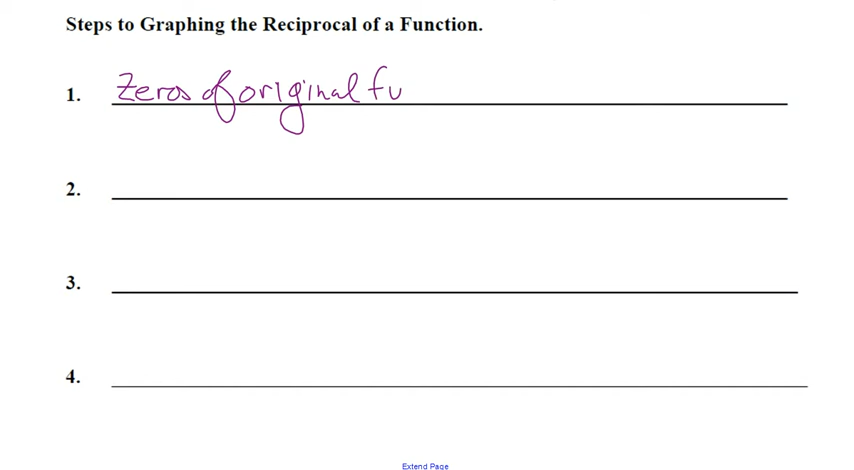 Steps to Graphing the Reciprocal of a Function.
1. Zeros of original fu
2.
3.
4.
Extend Page